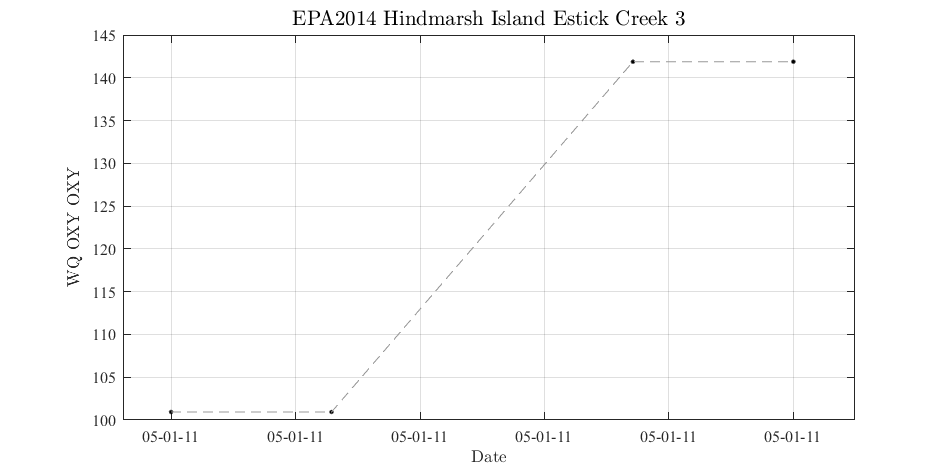 EPA2014 Hindmarsh Island Estick Creek 3
145
140
135
130
125
120
115
110
105
100
WQ OXY OXY
05-01-11 05-01-11 05-01-11 05-01-11 05-01-11 05-01-11
Date